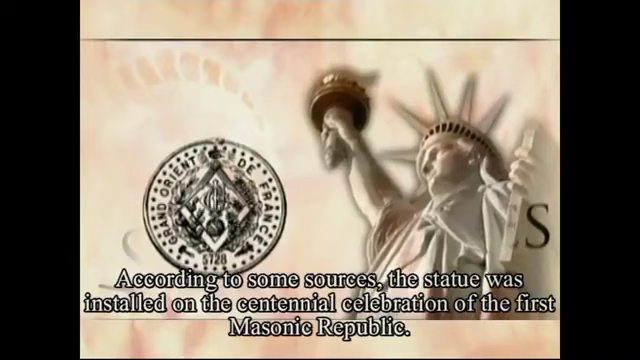 GRAND ORIENT DE FRANCE
5728
ES
According to some sources, the statue was
installed on the centennial celebration of the first
Masonic Republic.